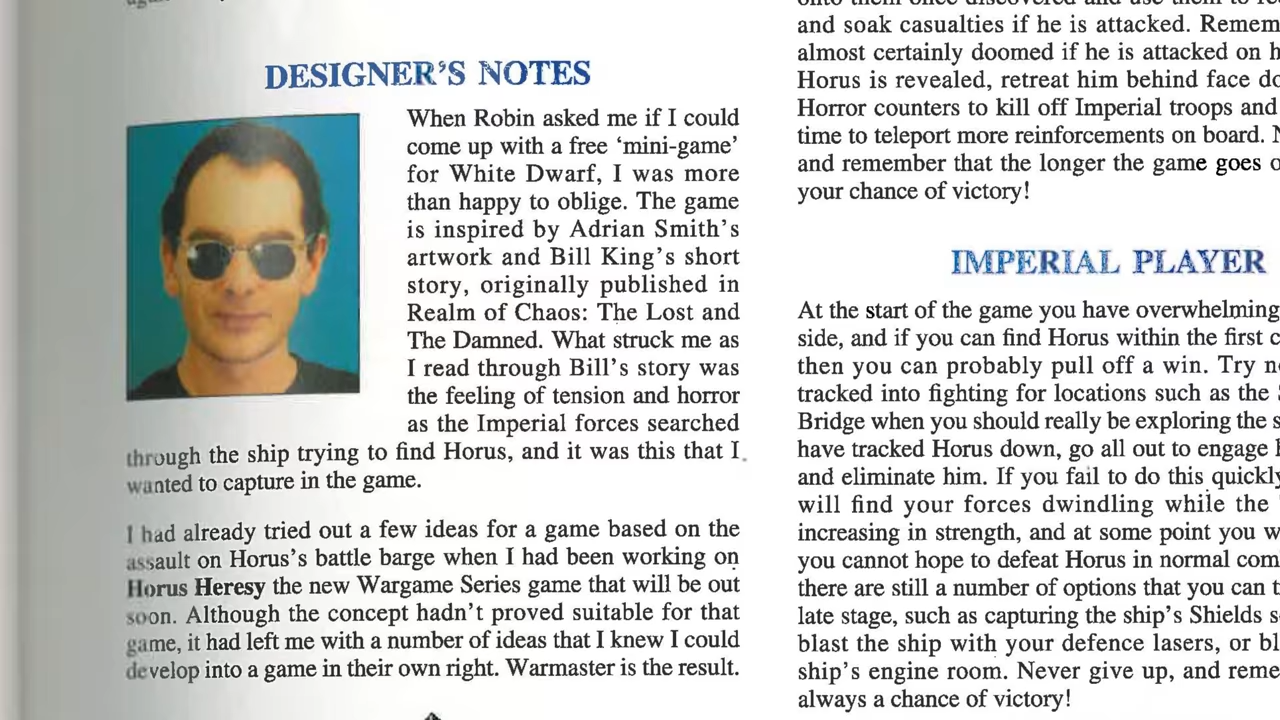 DESIGNER'S NOTES
When Robin asked me if I could
come up with a free 'mini-game'
for White Dwarf, I was more
than happy to oblige. The game
is inspired by Adrian Smith's
artwork and Bill King's short
story, originally published in
Realm of Chaos: The Lost and
The Damned. What struck me as
I read through Bill's story was
the feeling of tension and horror
as the Imperial forces searched
through the ship trying to find Horus, and it was this that I
wanted to capture in the game.
I had already tried out a few ideas for a game based on the
assault on Horus's battle barge when I had been working on
Horus Heresy the new Wargame Series game that will be out
soon. Although the concept hadn't proved suitable for that
game, it had left me with a number of ideas that I knew I could
develop into a game in their own right. Warmaster is the result.
onto them once discovered and use them to
and soak casualties if he is attacked.
almost certainly doomed if he is attacked on
Horus is revealed, retreat him behind face
Horror counters to kill off Imperial troops and
time to teleport more reinforcements on board.
and remember that the longer the game goes
your chance of victory!
IMPERIAL PLAYER
At the start of the game you have overwhelming
side, and if you can find Horus within the first
then you can probably pull off a win. Try
tracked into fighting for locations such as the
Bridge when you should really be exploring the
have tracked Horus down, go all out to engage
and eliminate him. If you fail to do this quickly
will find your forces dwindling while the
increasing in strength, and at some point you
you cannot hope to defeat Horus in normal
there are still a number of options that you can
late stage, such as capturing the ship's Shields
blast the ship with your defence lasers, or
ship's engine room. Never give up, and
always a chance of victory!